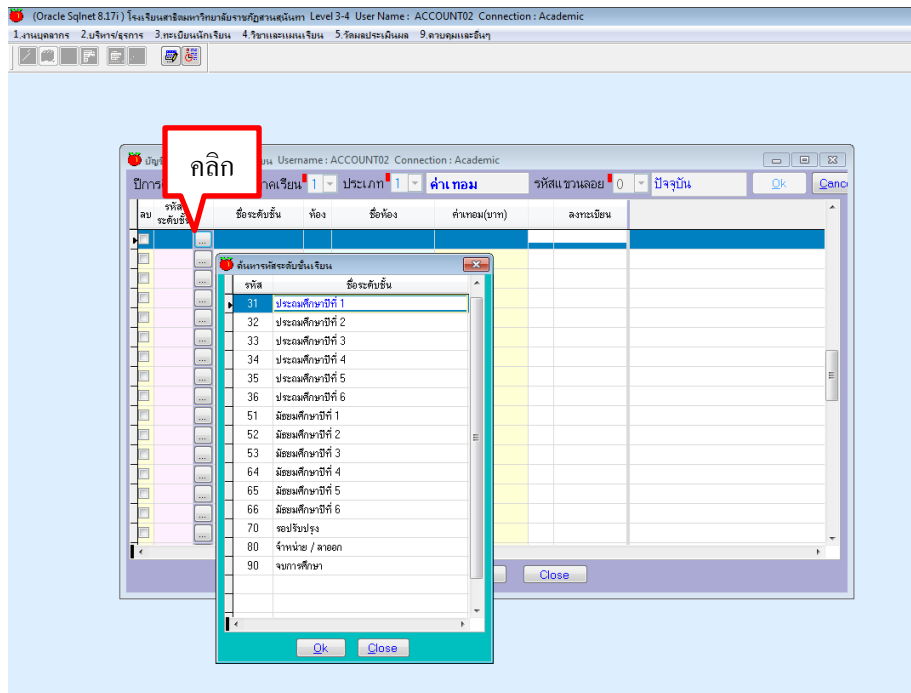 (Oracle Sqlnet 8.17i) โรงเรียนสาธิตมหาวิทยาลัยราชภัฏสวนสุนันทา Level 3-4 User Name : ACCOUNT02 Connection : Academic
1.งานบุคลากร 2.บริหาร/ธุรการ 3.ทะเบียนนักเรียน 4.วิชาและแผนเรียน 5.วัดผลประเมินผล 9.ควบคุมและอื่นๆ
คลิก
Username : ACCOUNT02 Connection : Academic
ภาคเรียน 1 ประเภท 1 ค่าเทอม รหัสแขวนลอย 0 ปัจจุบัน Ok
ลบ รหัสระดับชั้น ชื่อระดับชั้น ห้อง ชื่อห้อง ค่าเทอม(บาท) ลงทะเบียน
ค้นหารหัสระดับชั้นเรียน
รหัส ชื่อระดับชั้น
31 ประถมศึกษาปีที่ 1
32 ประถมศึกษาปีที่ 2
33 ประถมศึกษาปีที่ 3
34 ประถมศึกษาปีที่ 4
35 ประถมศึกษาปีที่ 5
36 ประถมศึกษาปีที่ 6
51 มัธยมศึกษาปีที่ 1
52 มัธยมศึกษาปีที่ 2
53 มัธยมศึกษาปีที่ 3
64 มัธยมศึกษาปีที่ 4
65 มัธยมศึกษาปีที่ 5
66 มัธยมศึกษาปีที่ 6
70 รอปรับปรุง
80 จำหน่าย / ลาออก
90 จบการศึกษา
Close
Ok Close